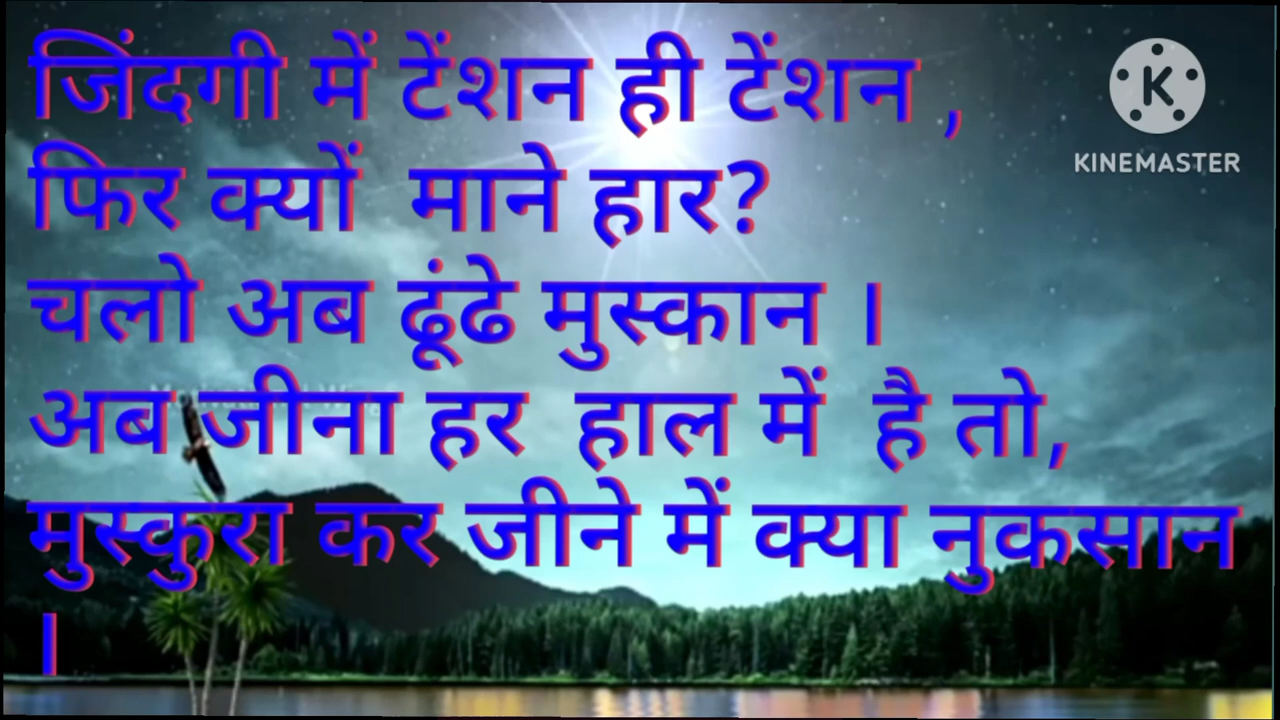 जिंदगी में टेंशन ही टेंशन ,
फिर क्यों माने हार?
चलो अब ढूंढे मुस्कान ।
अब जीना हर हाल में है तो,
मुस्कुरा कर जीने में क्या नुकसान
।
K
KINEMASTER